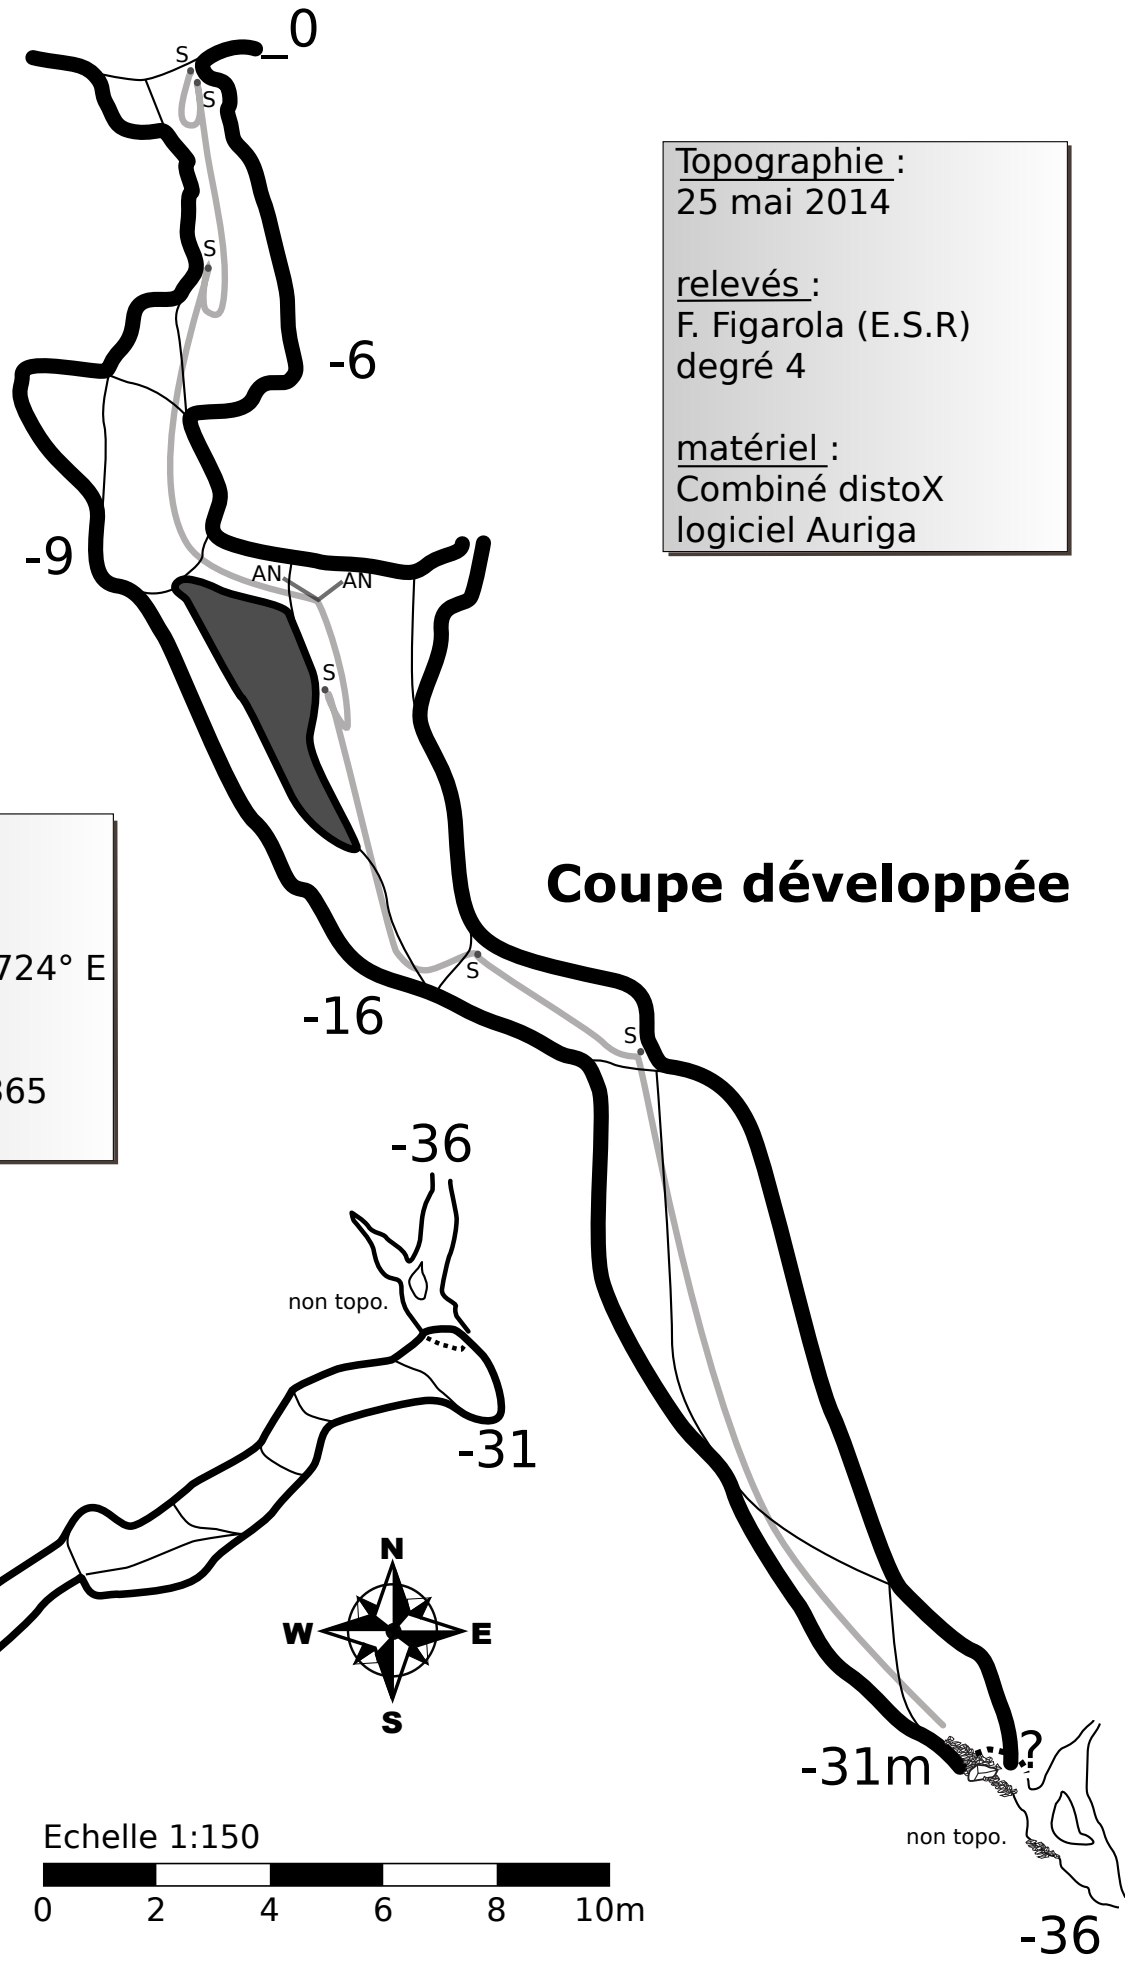 _0
S
S
Topographie :
25 mai 2014
relevés :
F. Figarola (E.S.R)
degré 4
matériel :
Combiné distoX
logiciel Auriga
S
-6
-9
AN
AN
S
Coupe développée
724° E
S
-16
S
365
-36
non topo.
-31
N
W
E
S
-31m
?
non topo.
Echelle 1:150
0 2 4 6 8 10m
-36